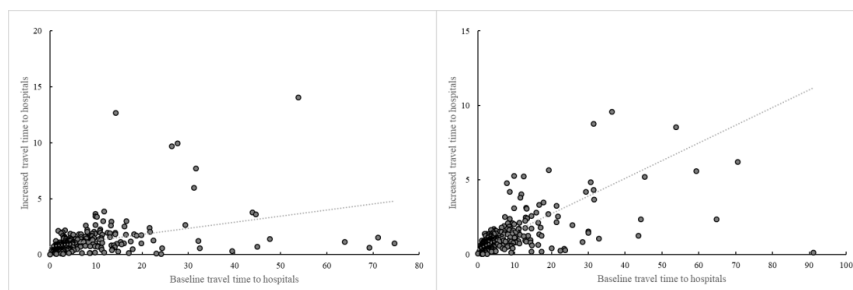 20
15
10
5
0
0 10 20 30 40 50 60 70 80
Increased travel time to hospitals
Baseline travel time to hospitals
15
10
5
0
0 10 20 30 40 50 60 70 80 90 100
Increased travel time to hospitals
Baseline travel time to hospitals